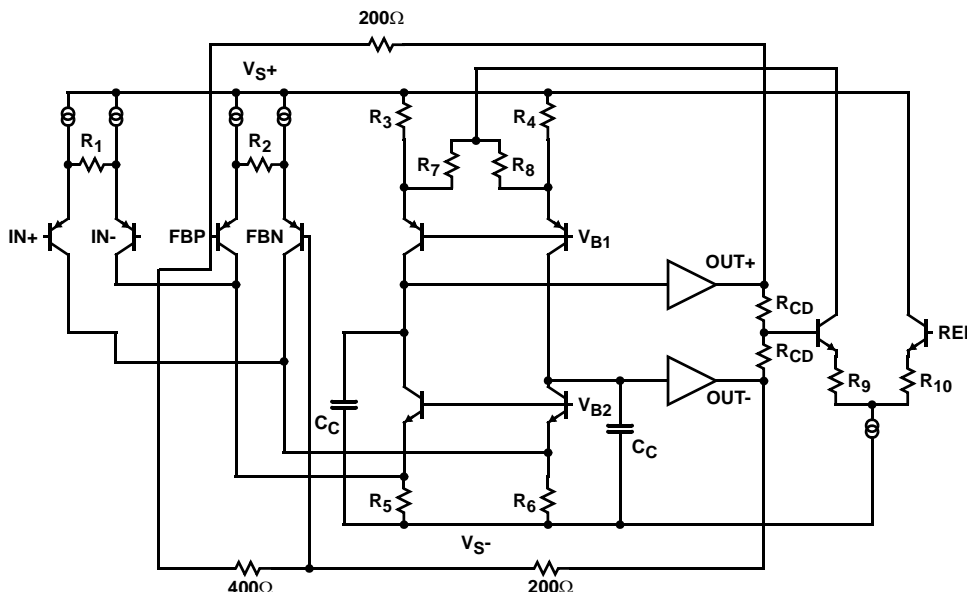 200Ω
VS+
R1
R2
R3
R4
R7
R8
IN+
IN-
FBP
FBN
VB1
OUT+
RCD
RCD
OUT-
R9
R10
VB2
CC
CC
R5
R6
VS-
400Ω
200Ω